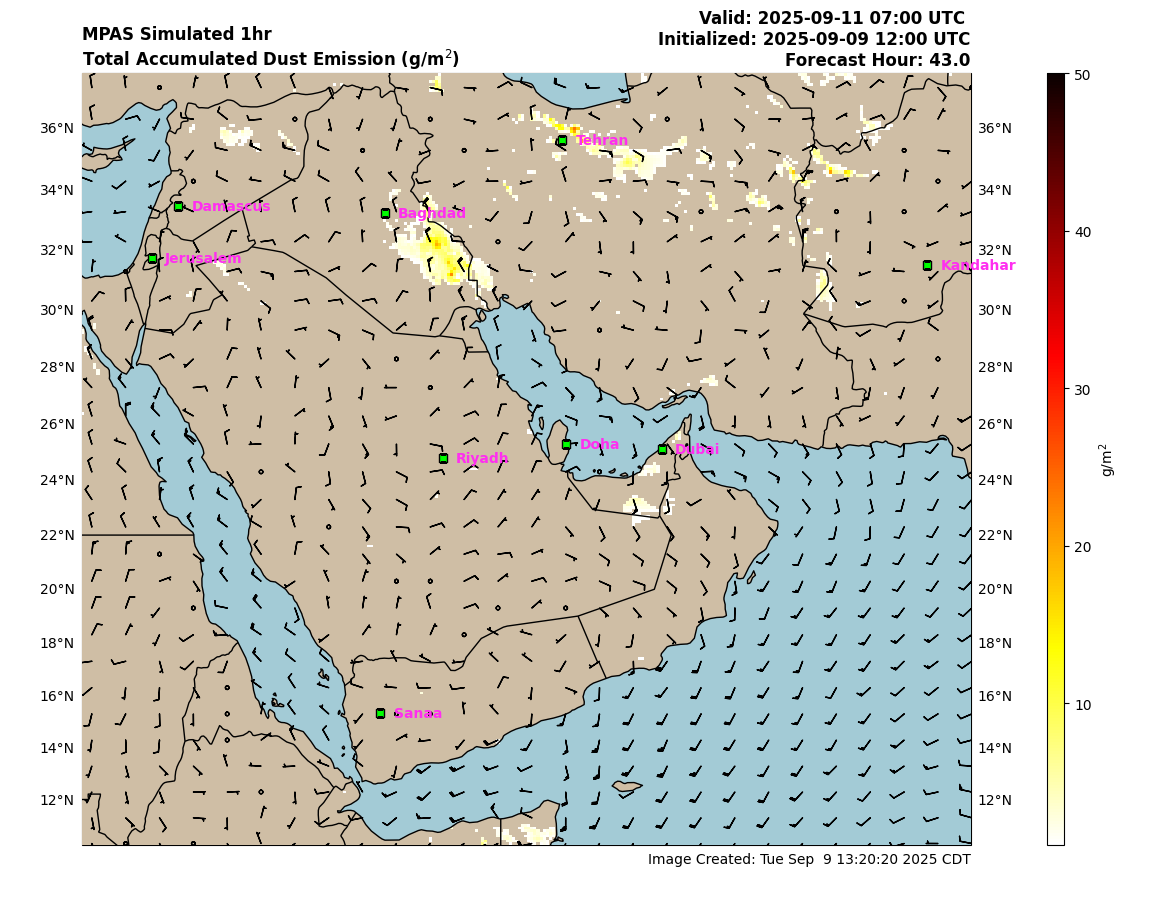 MPAS Simulated 1hr
Total Accumulated Dust Emission (g/m²)
Valid: 2025-09-11 07:00 UTC
Initialized: 2025-09-09 12:00 UTC
Forecast Hour: 43.0
36°N
34°N
32°N
30°N
28°N
26°N
24°N
22°N
20°N
18°N
16°N
14°N
12°N
Tehran
Damascus
Baghdad
Jerusalem
Kandahar
Doha
Dubai
Riyadh
Sanaa
36°N
34°N
32°N
30°N
28°N
26°N
24°N
22°N
20°N
18°N
16°N
14°N
12°N
50
40
30
20
10
g/m²
Image Created: Tue Sep  9 13:20:20 2025 CDT